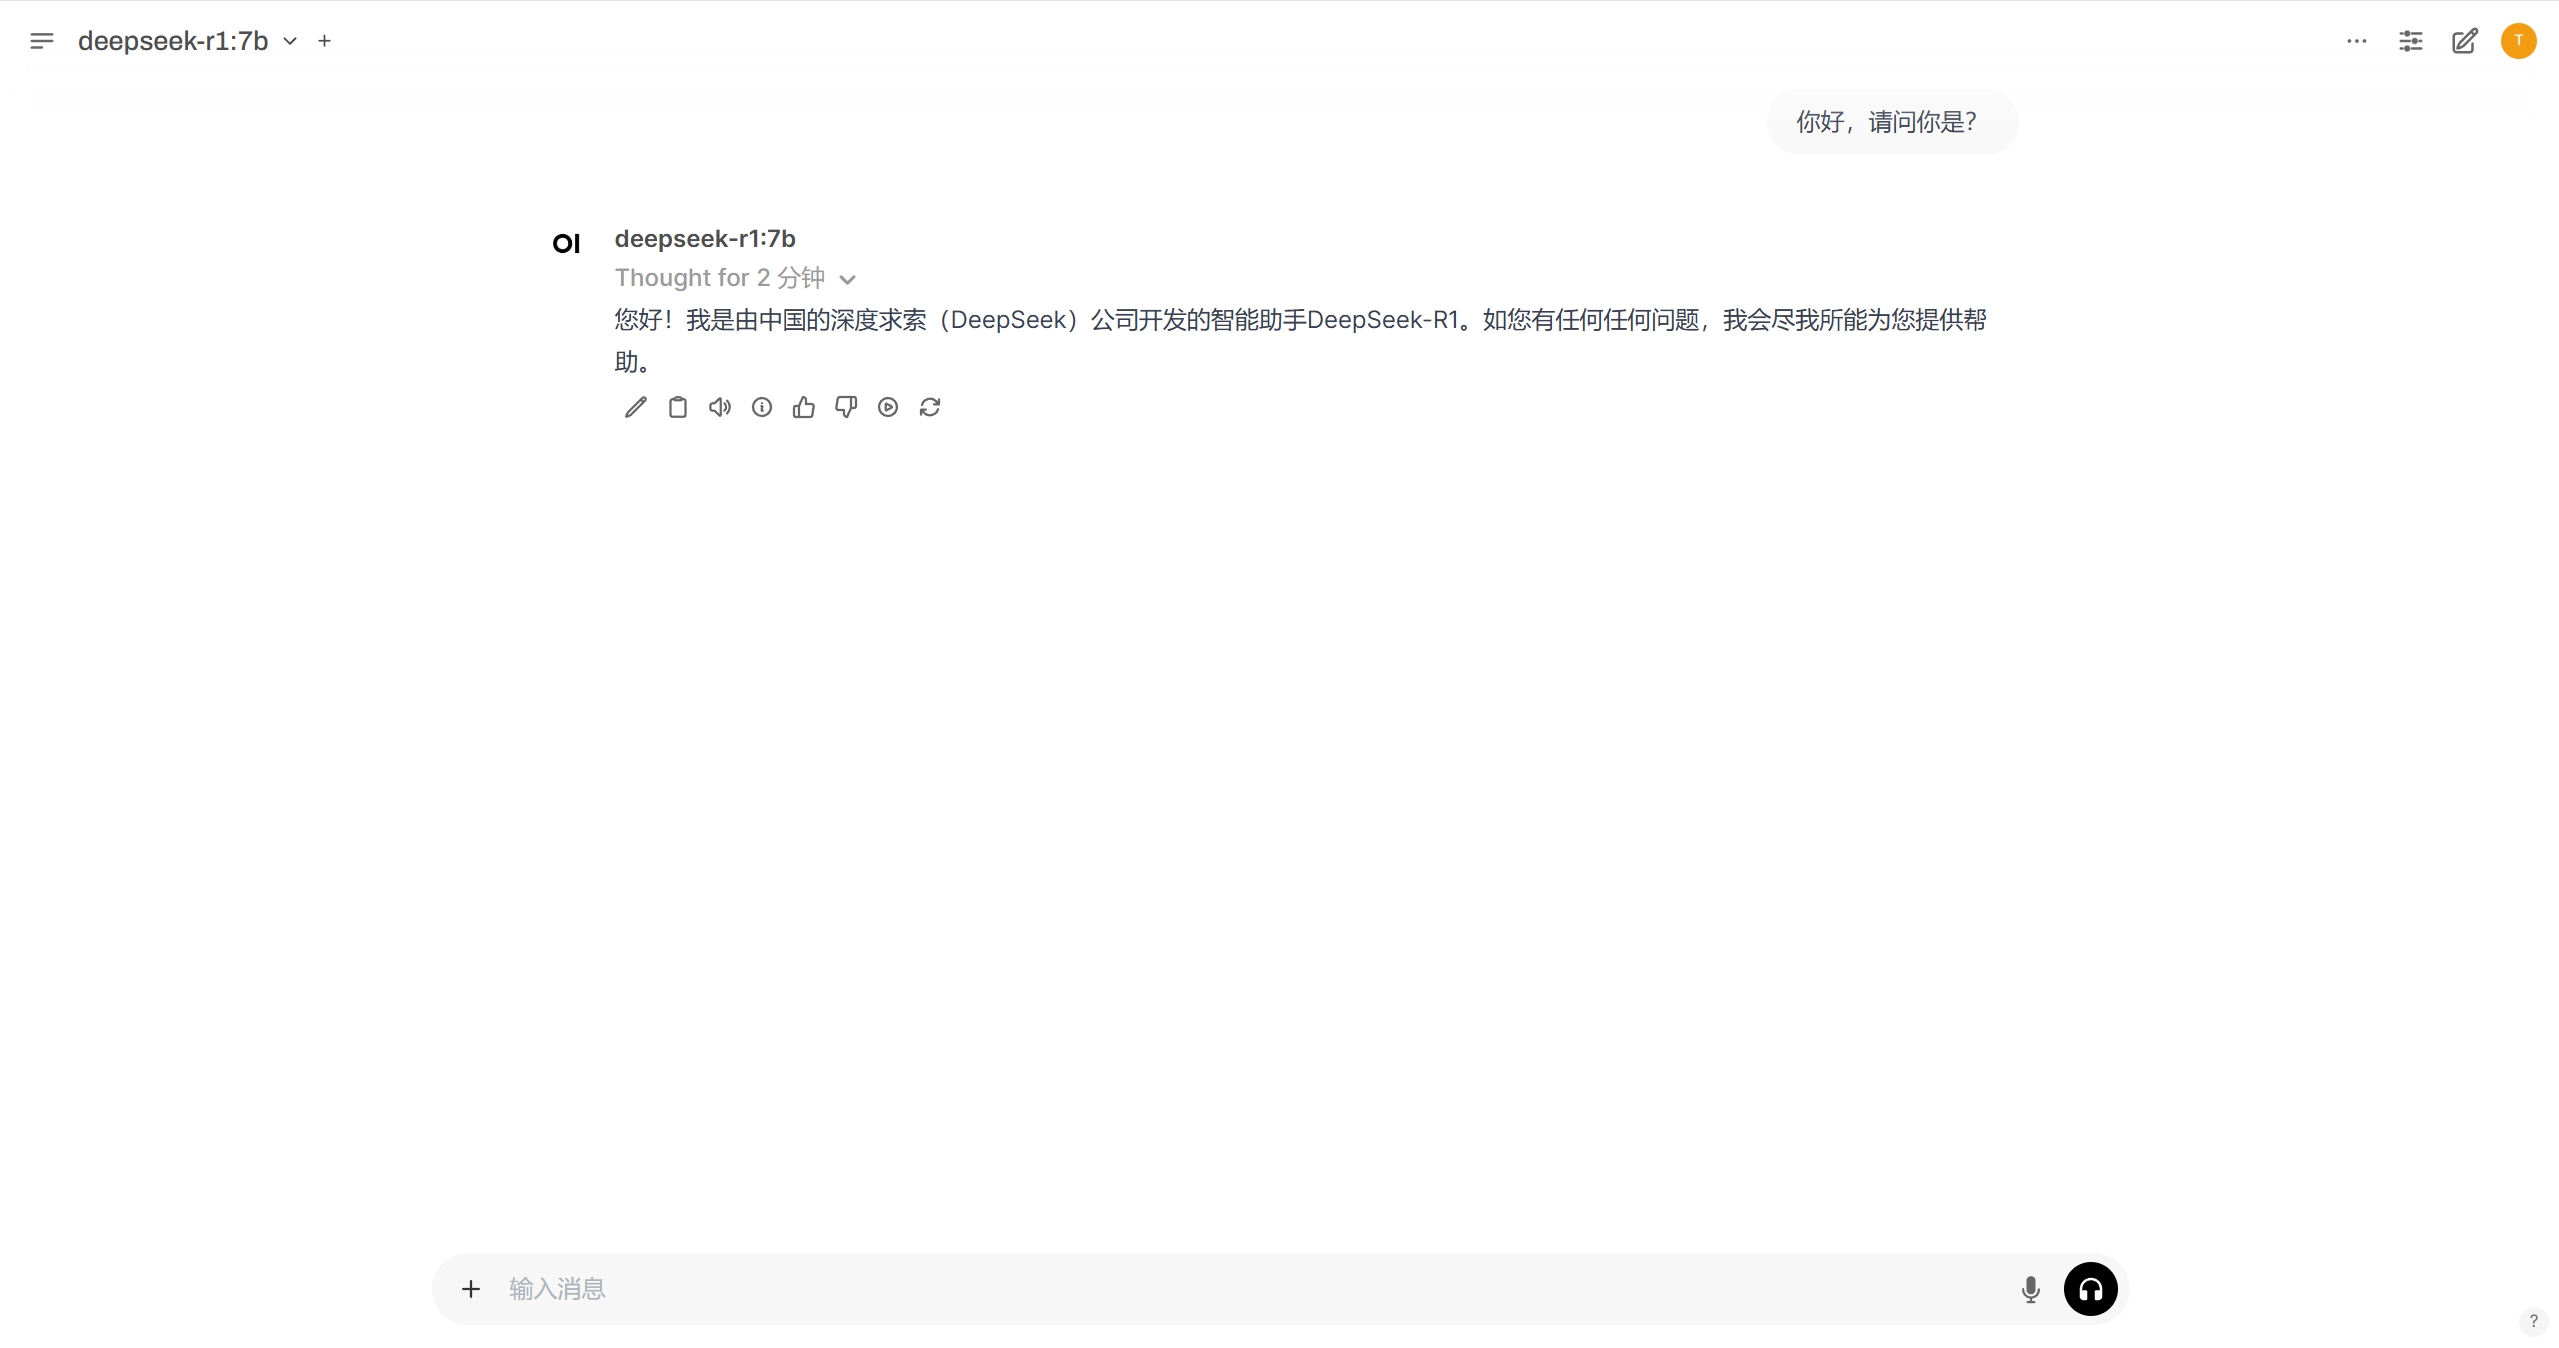 deepseek-r1:7b
T
你好，请问你是？
OI
deepseek-r1:7b
Thought for 2 分钟
您好！我是由中国的深度求索（DeepSeek）公司开发的智能助手DeepSeek-R1。如您有任何任何问题，我会尽我所能为您提供帮
助。
输入消息
?